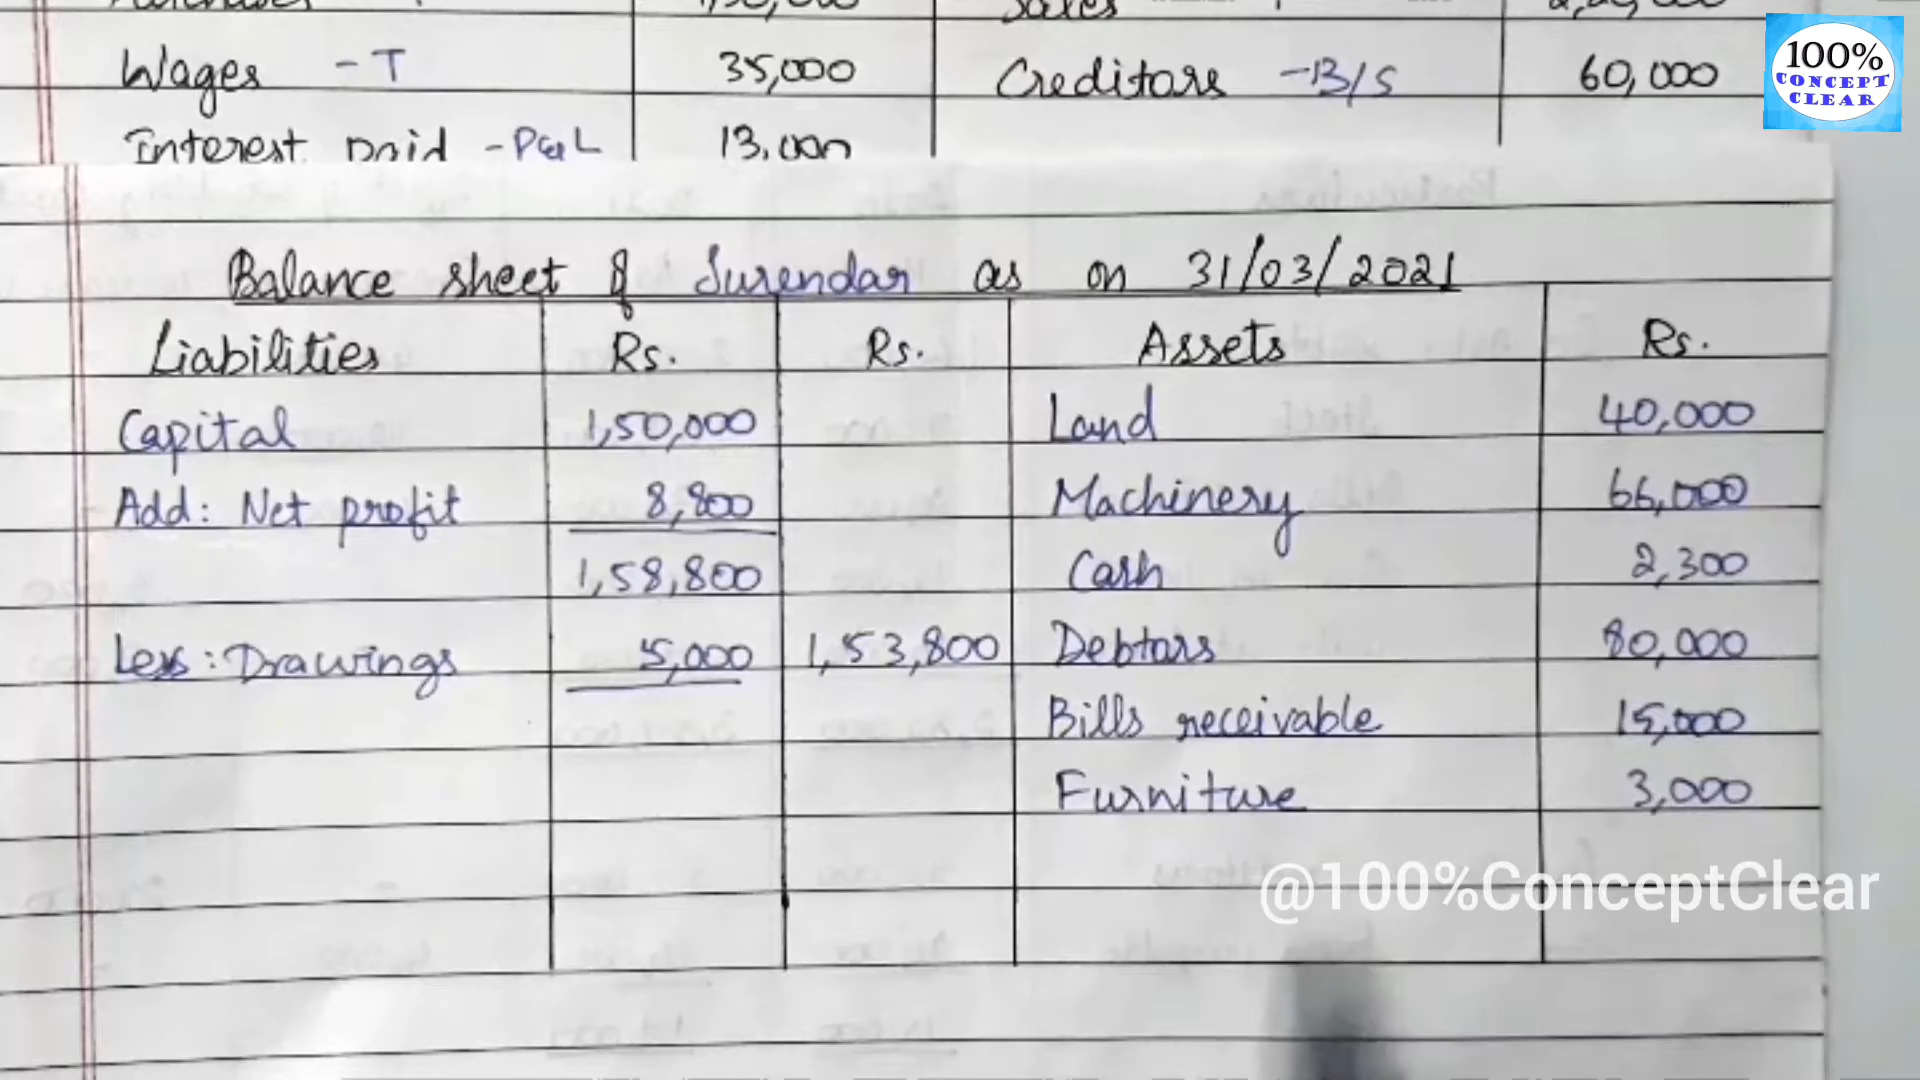 Wages - T 35,000 Creditors - B/S 60,000
Interest paid - P&L 13,000
Balance sheet of Surendar as on 31/03/2021
Liabilities Rs. Rs. Assets Rs.
Capital 1,50,000 Land 40,000
Add: Net profit 8,800 Machinery 66,000
1,58,800 Cash 2,300
Less: Drawings 5,000 1,53,800 Debtors 80,000
Bills receivable 15,000
Furniture 3,000
100%
CONCEPT
CLEAR
@100%ConceptClear